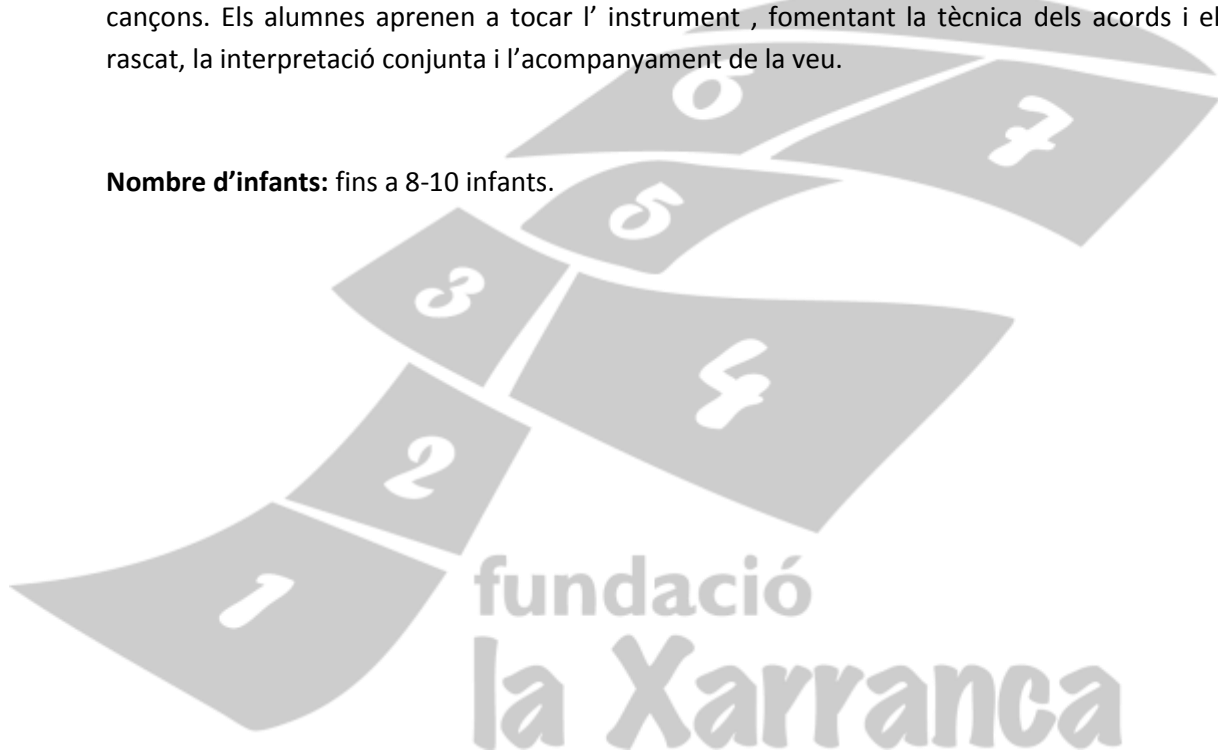 cançons. Els alumnes aprenen a tocar l’ instrument , fomentant la tècnica dels acords i el
rascat, la interpretació conjunta i l’acompanyament de la veu.
6
7
Nombre d’infants: fins a 8-10 infants.
5
3
4
2
1
fundació
la Xarranca